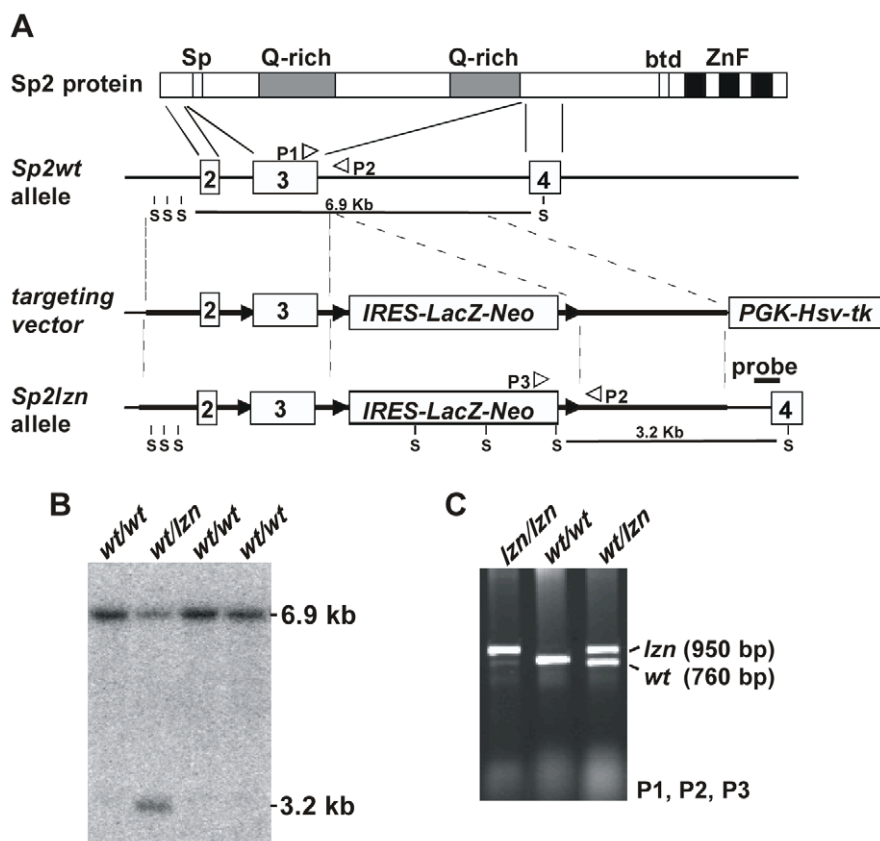 A
Sp Q-rich Q-rich btd ZnF
Sp2 protein
P1 P2
Sp2wt allele
2 3 4
6.9 Kb
S S S S
targeting vector
2 3 IRES-LacZ-Neo PGK-Hsv-tk
probe
P3 P2
Sp2lzn allele
2 3 IRES-LacZ-Neo 4
3.2 Kb
S S S S S S S
B
wt/wt wt/lzn wt/wt wt/wt
6.9 kb
3.2 kb
C
lzn/lzn wt/wt wt/lzn
lzn (950 bp)
wt (760 bp)
P1, P2, P3